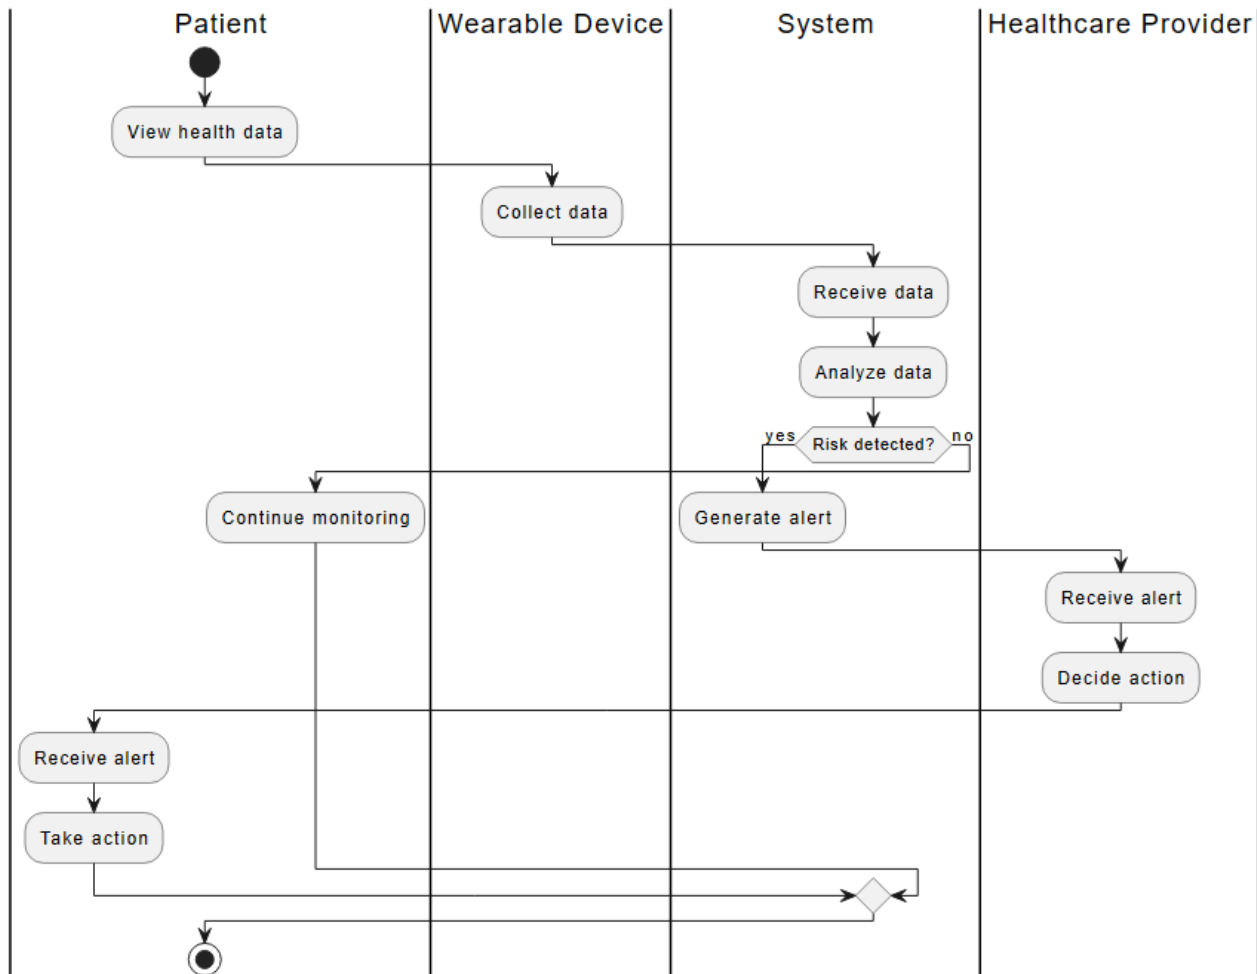 Patient
Wearable Device
System
Healthcare Provider
View health data
Collect data
Receive data
Analyze data
yes
Risk detected?
no
Continue monitoring
Generate alert
Receive alert
Decide action
Receive alert
Take action